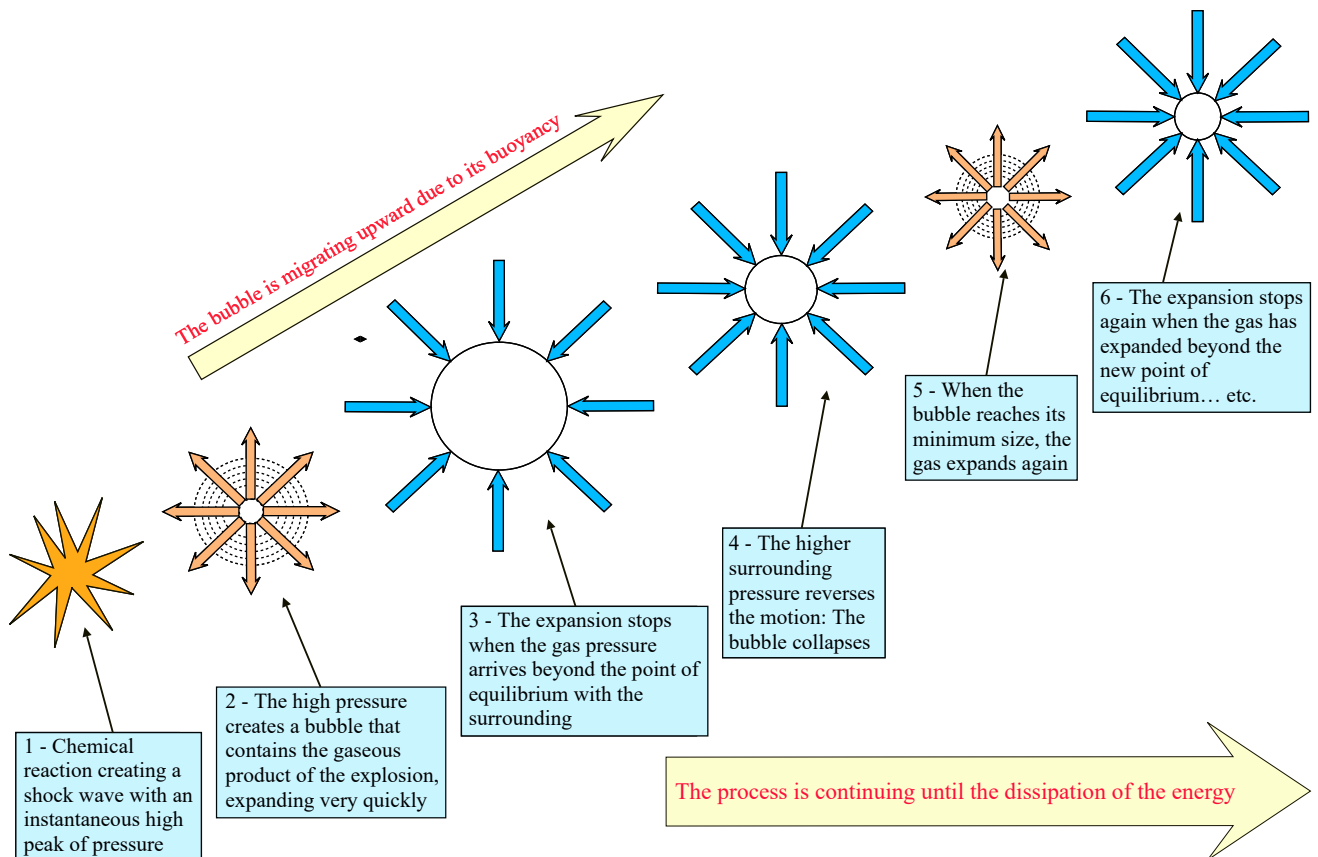 The bubble is migrating upward due to its buoyancy
1 - Chemical
reaction creating a
shock wave with an
instantaneous high
peak of pressure
2 - The high pressure
creates a bubble that
contains the gaseous
product of the explosion,
expanding very quickly
3 - The expansion stops
when the gas pressure
arrives beyond the point of
equilibrium with the
surrounding
4 - The higher
surrounding
pressure reverses
the motion: The
bubble collapses
5 - When the
bubble reaches its
minimum size, the
gas expands again
6 - The expansion stops
again when the gas has
expanded beyond the
new point of
equilibrium… etc.
The process is continuing until the dissipation of the energy